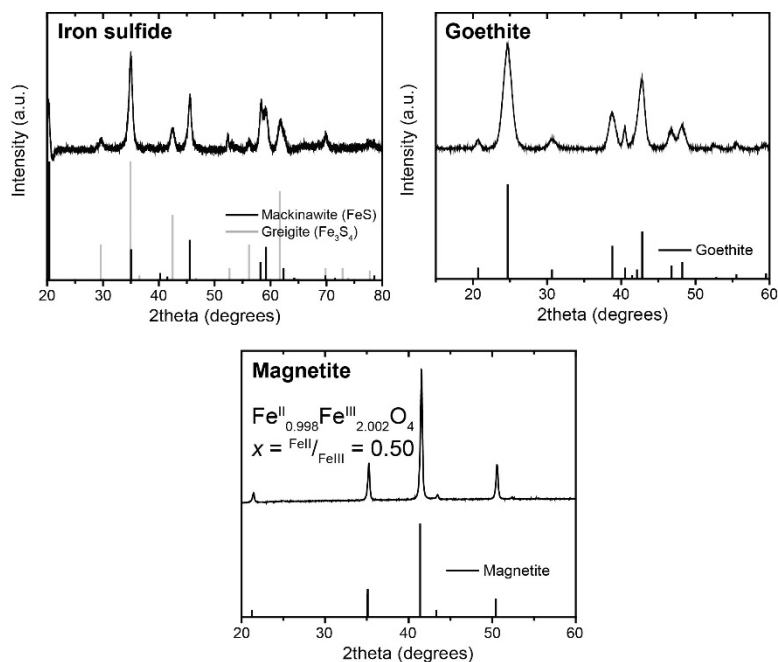 Iron sulfide
Intensity (a.u.)
Mackinawite (FeS)
Greigite (Fe₃S₄)
20 30 40 50 60 70 80
2theta (degrees)
Goethite
Intensity (a.u.)
Goethite
20 30 40 50 60
2theta (degrees)
Magnetite
Feᴵᴵ₀.₉₉₈Feᴵᴵᴵ₂.₀₀₂O₄
x = FeII/FeIII = 0.50
Magnetite
20 30 40 50 60
2theta (degrees)